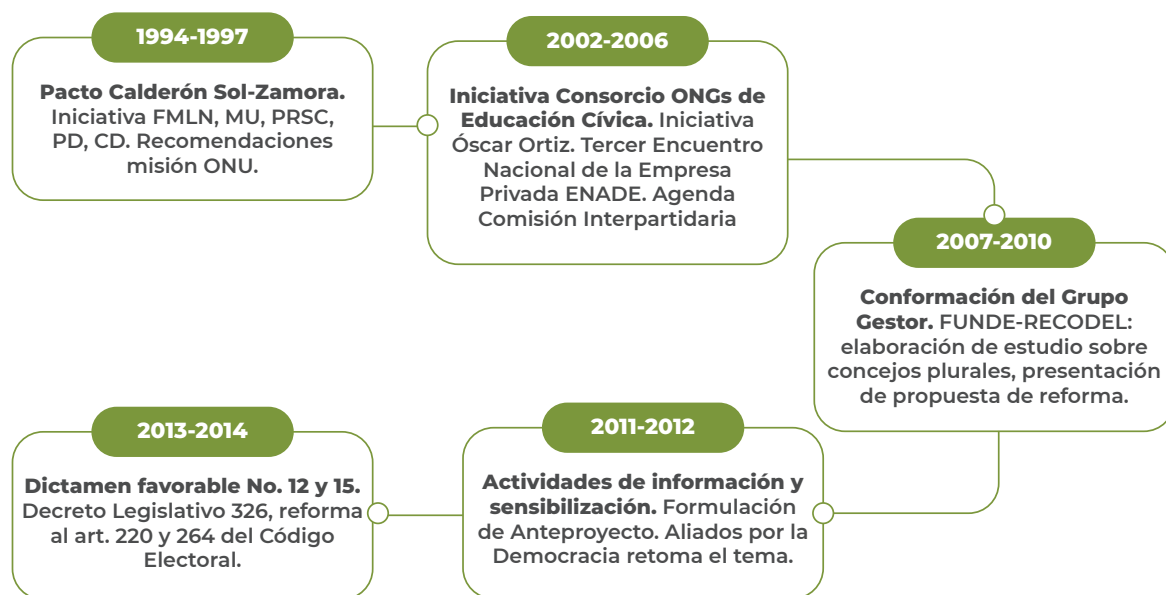 1994-1997
Pacto Calderón Sol-Zamora.
Iniciativa FMLN, MU, PRSC,
PD, CD. Recomendaciones
misión ONU.
2002-2006
Iniciativa Consorcio ONGs de
Educación Cívica. Iniciativa
Óscar Ortiz. Tercer Encuentro
Nacional de la Empresa
Privada ENADE. Agenda
Comisión Interpartidaria
2007-2010
Conformación del Grupo
Gestor. FUNDE-RECODEL:
elaboración de estudio sobre
concejos plurales, presentación
de propuesta de reforma.
2011-2012
Actividades de información y
sensibilización. Formulación
de Anteproyecto. Aliados por la
Democracia retoma el tema.
2013-2014
Dictamen favorable No. 12 y 15.
Decreto Legislativo 326, reforma
al art. 220 y 264 del Código
Electoral.